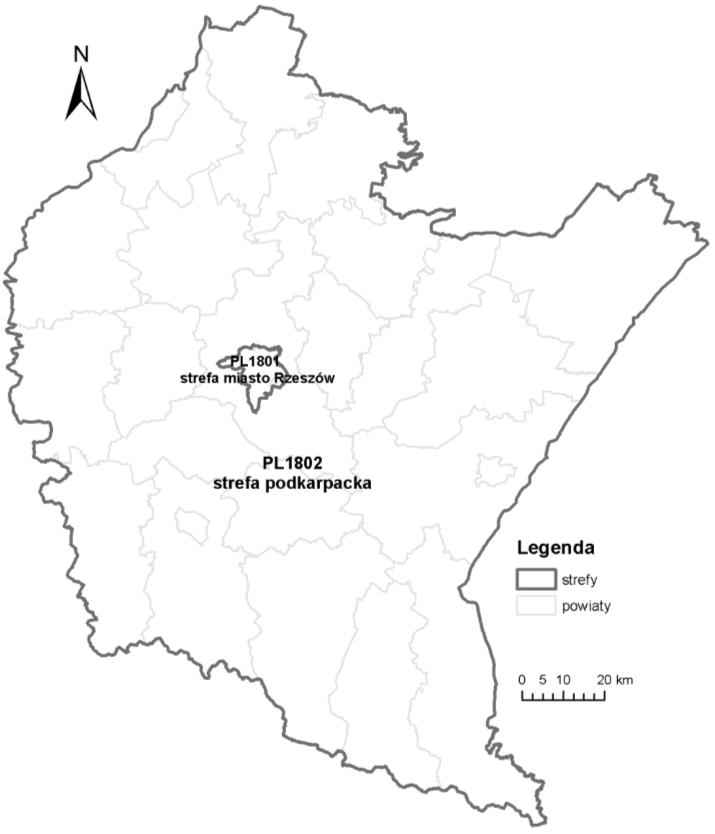 N
PL1801
strefa miasto Rzeszów
PL1802
strefa podkarpacka
Legenda
strefy
powiaty
0 5 10 20 km